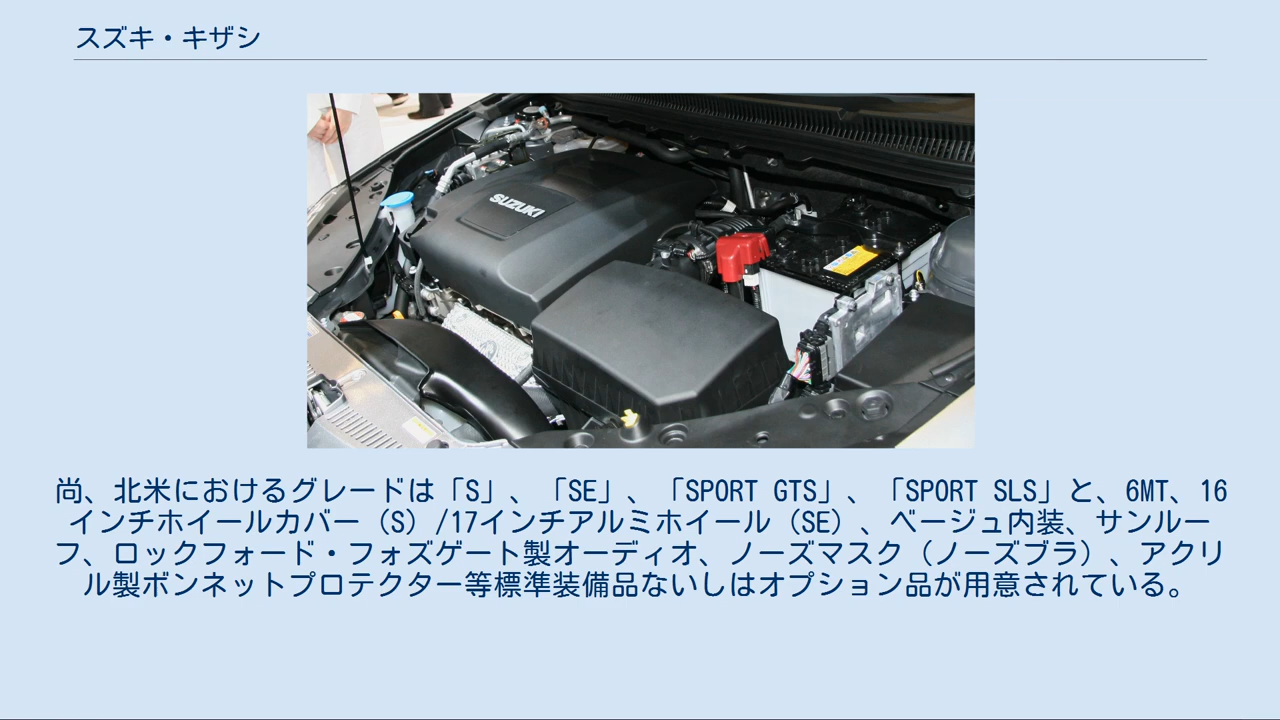 スズキ・キザシ
SUZUKI
尚、北米におけるグレードは「S」、「SE」、「SPORT GTS」、「SPORT SLS」と、6MT、16
インチホイールカバー（S）/17インチアルミホイール（SE）、ベージュ内装、サンルー
フ、ロックフォード・フォズゲート製オーディオ、ノーズマスク（ノーズブラ）、アクリ
ル製ボンネットプロテクター等標準装備品ないしはオプション品が用意されている。